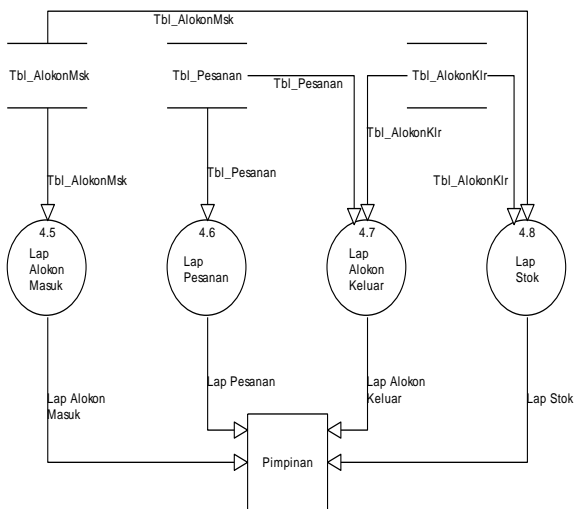 Tbl_AlokonMsk
Tbl_AlokonMsk
Tbl_Pesanan
Tbl_Pesanan
Tbl_AlokonKlr
Tbl_AlokonKlr
Tbl_AlokonMsk
Tbl_Pesanan
Tbl_AlokonKlr
4.5
Lap
Alokon
Masuk
4.6
Lap
Pesanan
4.7
Lap
Alokon
Keluar
4.8
Lap
Stok
Lap Alokon
Masuk
Lap Pesanan
Lap Alokon
Keluar
Lap Stok
Pimpinan